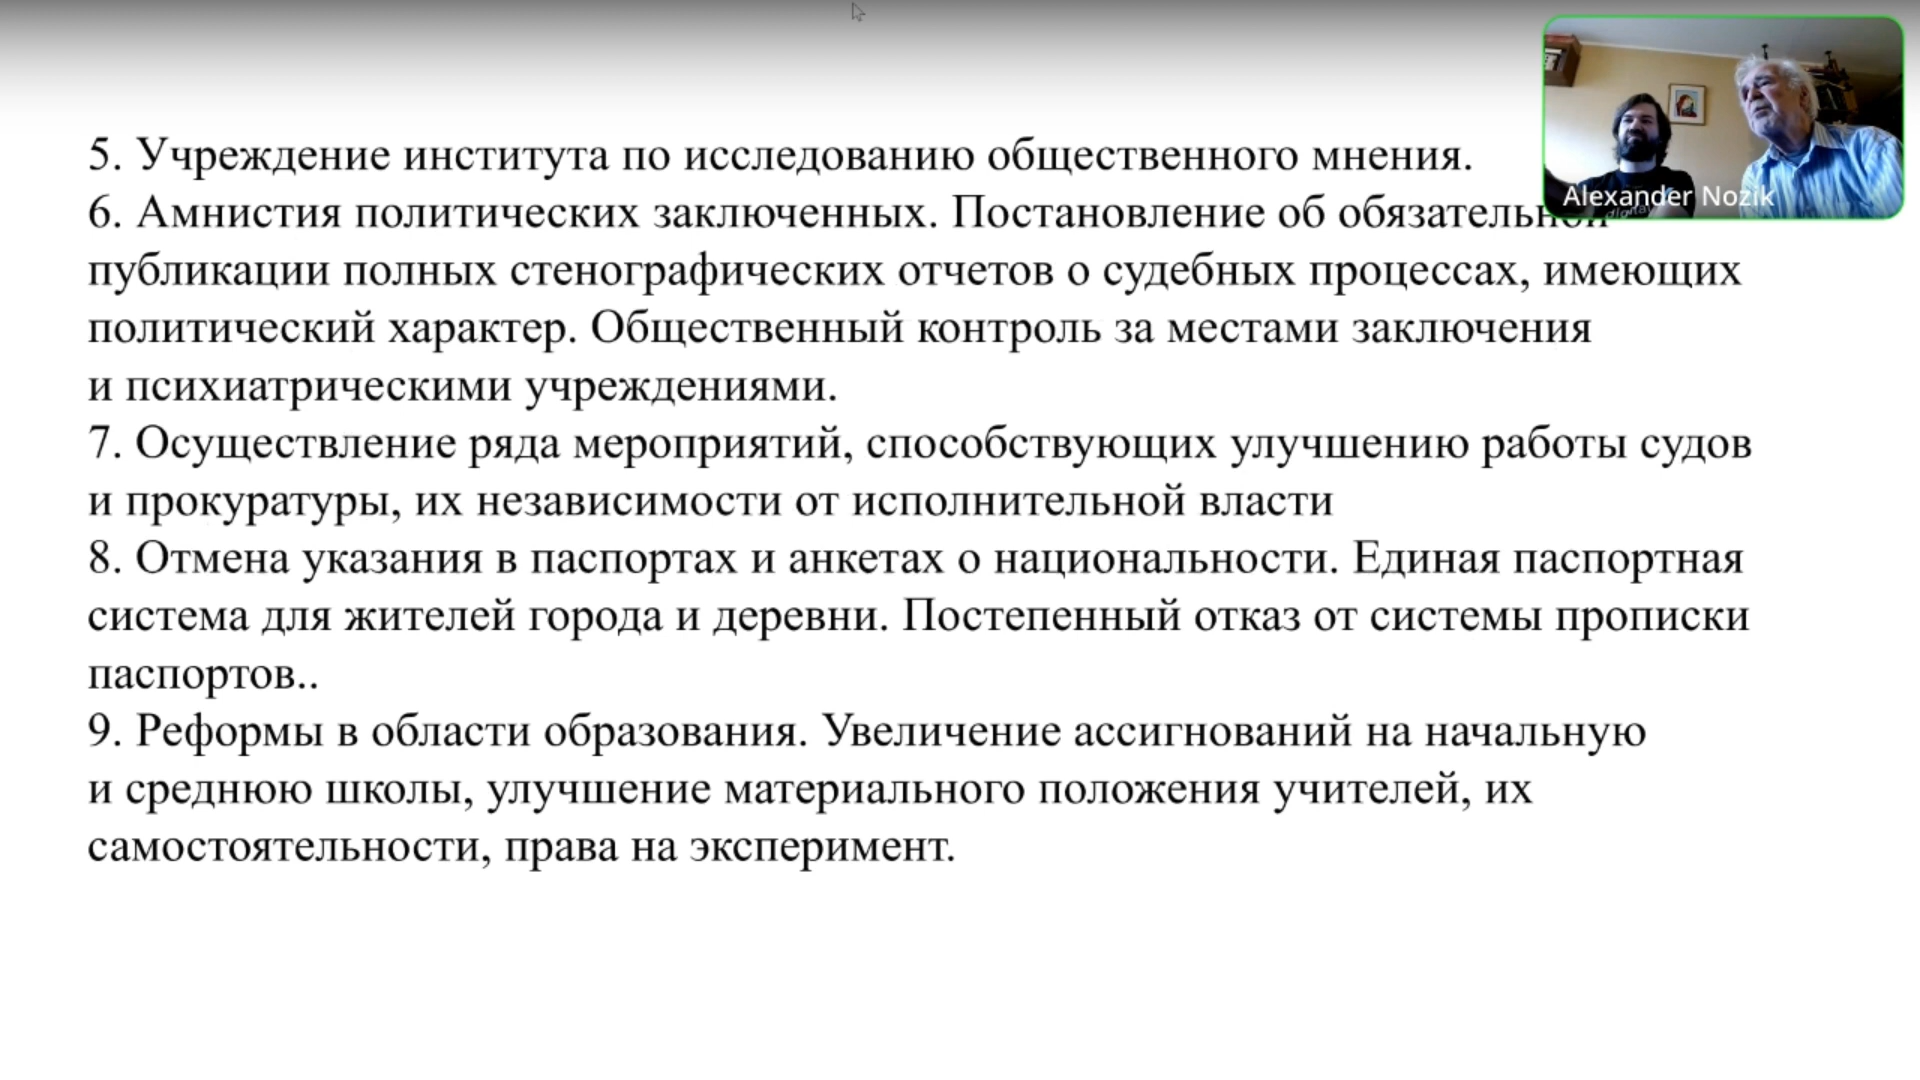 5. Учреждение института по исследованию общественного мнения.
6. Амнистия политических заключенных. Постановление об обязательной
публикации полных стенографических отчетов о судебных процессах, имеющих
политический характер. Общественный контроль за местами заключения
и психиатрическими учреждениями.
7. Осуществление ряда мероприятий, способствующих улучшению работы судов
и прокуратуры, их независимости от исполнительной власти
8. Отмена указания в паспортах и анкетах о национальности. Единая паспортная
система для жителей города и деревни. Постепенный отказ от системы прописки
паспортов..
9. Реформы в области образования. Увеличение ассигнований на начальную
и среднюю школы, улучшение материального положения учителей, их
самостоятельности, права на эксперимент.
Alexander Nozik